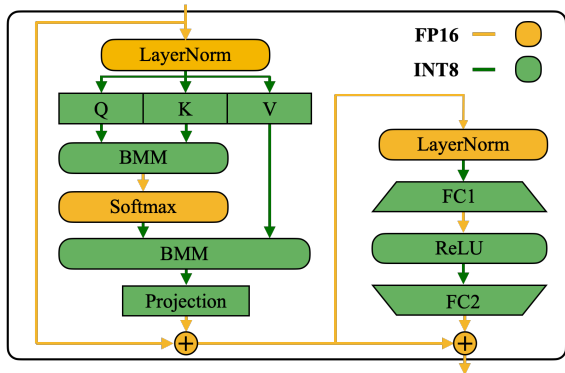 FP16
INT8
LayerNorm
Q K V
BMM
Softmax
BMM
Projection
+
LayerNorm
FC1
ReLU
FC2
+